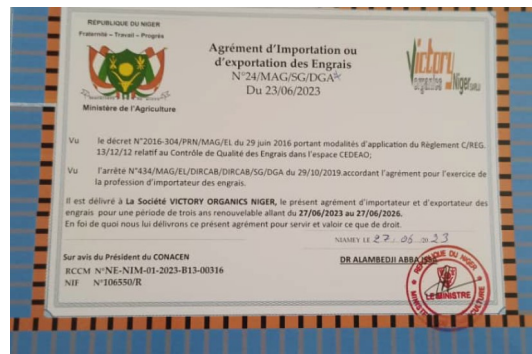 REPUBLIQUE DU NIGER
Fraternité – Travail – Progrès
Ministère de l'Agriculture
Agrément d'Importation ou
d'exportation des Engrais
N°24/MAG/SG/DGA
Du 23/06/2023
Victory
organics and Niger SARLU
Vu le décret N°2016-304/PRN/MAG/EL du 29 juin 2016 portant modalités d'application du Règlement C/REG.
13/12/12 relatif au Contrôle de Qualité des Engrais dans l'espace CEDEAO;
Vu l'arrêté N°434/MAG/EL/DIRCAB/DIRCAB/SG/DGA du 29/10/2019.accordant l'agrément pour l'exercice de
la profession d'importateur des engrais.
Il est délivré à La Société VICTORY ORGANICS NIGER, le présent agrément d'importateur et d'exportateur des
engrais pour une période de trois ans renouvelable allant du 27/06/2023 au 27/06/2026.
En foi de quoi nous lui délivrons ce présent agrément pour servir et valoir ce que de droit.
NIAMEY LE 27 06 2023
Sur avis du Président du CONACEN
DR ALAMBEDJI ABBA ISSA
RCCM N°NE-NIM-01-2023-B13-00316
NIF N°106550/R
REPUBLIQUE DU NIGER
LE MINISTRE